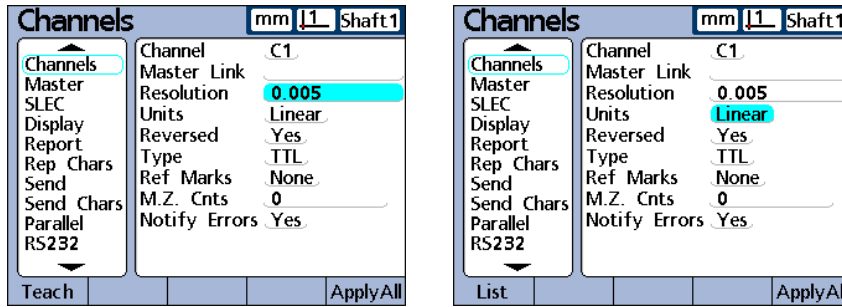 Channels mm 1 Shaft1
Channels
Master
SLEC
Display
Report
Rep Chars
Send
Send Chars
Parallel
RS232
Channel C1
Master Link
Resolution 0.005
Units Linear
Reversed Yes
Type TTL
Ref Marks None
M.Z. Cnts 0
Notify Errors Yes
Teach ApplyAll
Channels mm 1 Shaft1
Channels
Master
SLEC
Display
Report
Rep Chars
Send
Send Chars
Parallel
RS232
Channel C1
Master Link
Resolution 0.005
Units Linear
Reversed Yes
Type TTL
Ref Marks None
M.Z. Cnts 0
Notify Errors Yes
List ApplyAl